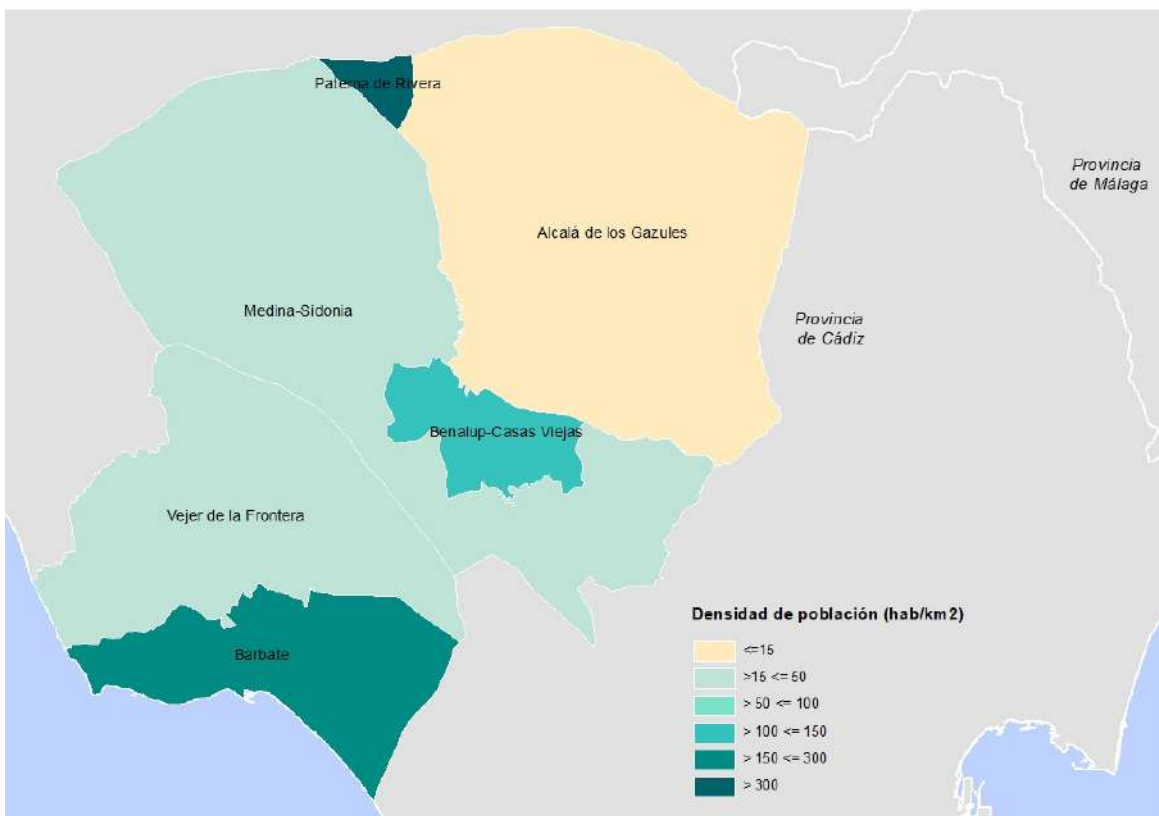 Paterna de Rivera
Provincia
de Málaga
Alcalá de los Gazules
Medina-Sidonia
Provincia
de Cádiz
Benalup-Casas Viejas
Vejer de la Frontera
Barbate
Densidad de población (hab/km2)
<=15
>15 <= 50
> 50 <= 100
> 100 <= 150
> 150 <= 300
> 300